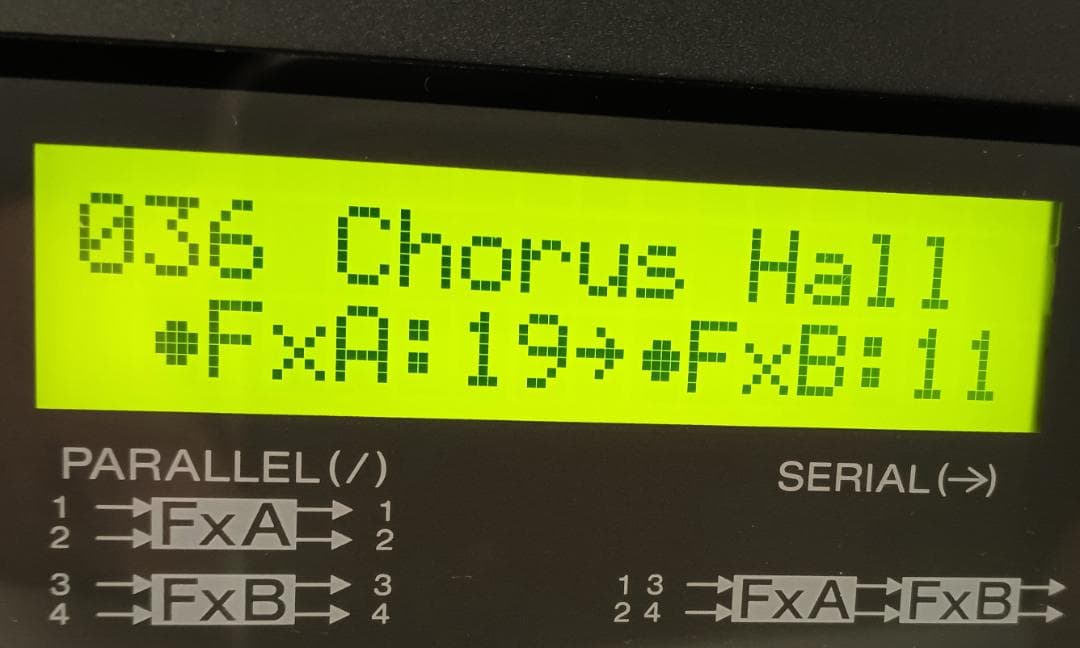 036 Chorus Hall
●FxA:19→●FxB:11
PARALLEL(/)
SERIAL(→)
1 → FxA → 1
2 → → 2
3 → FxB → 3
4 → → 4
1 3 → FxA → FxB →
2 4 → → →